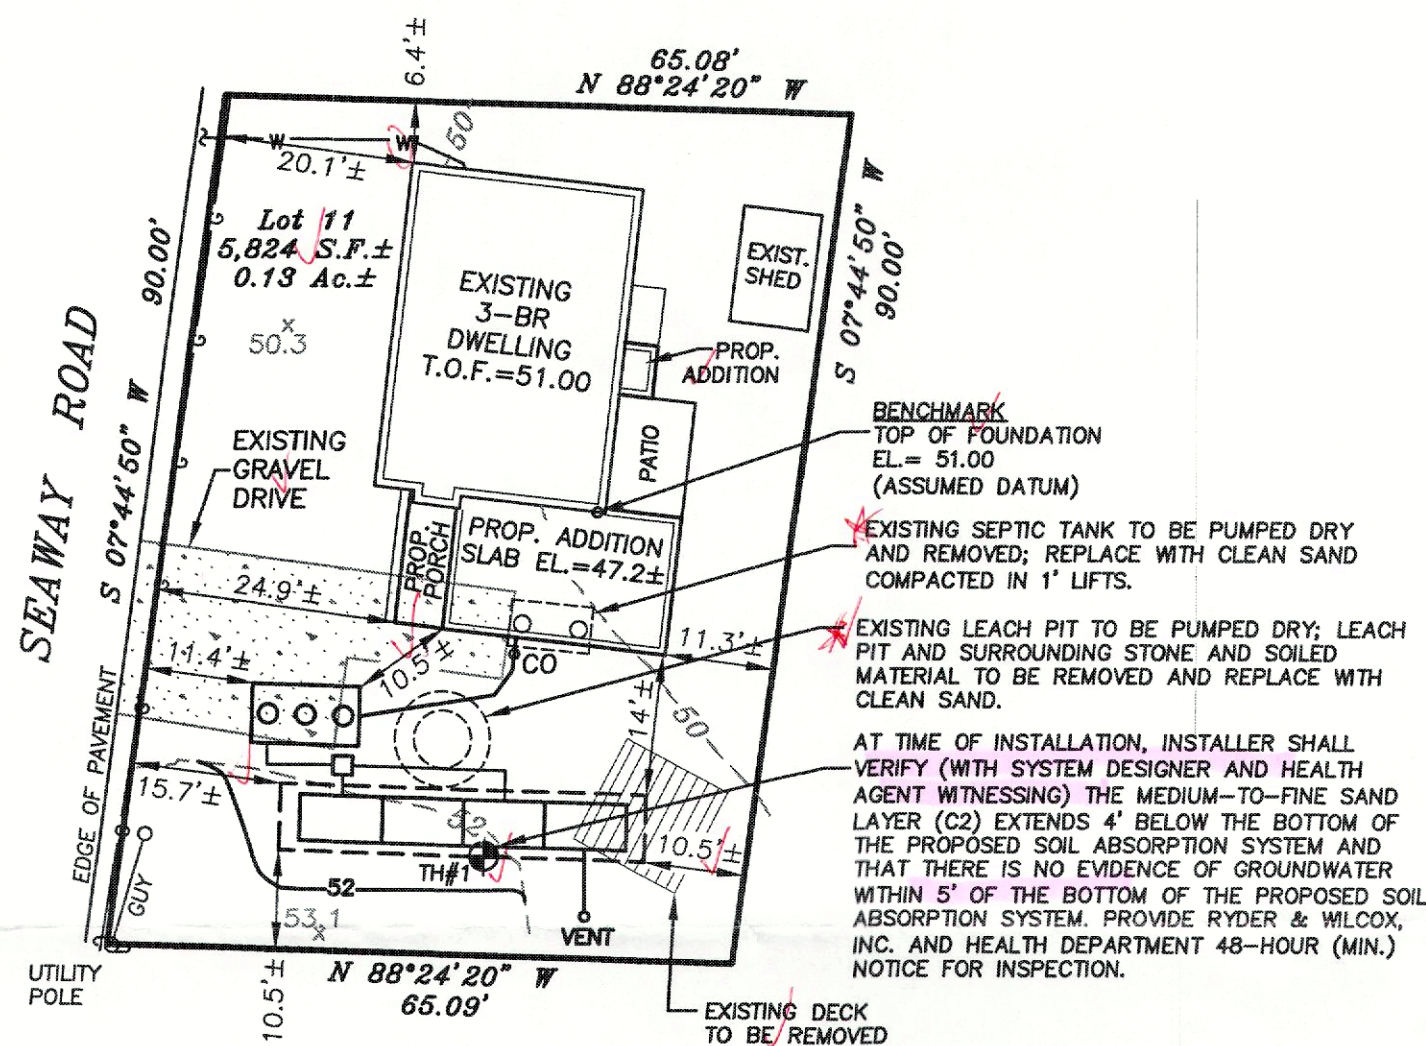 6.4'±
65.08'
N 88°24'20" W
50
W
W
20.1'±
Lot 11
5,824 S.F.±
0.13 Ac.±
x
50.3
90.00'
S 07°44'50" W
SEAWAY ROAD
EXISTING
3-BR
DWELLING
T.O.F.=51.00
EXIST.
SHED
S 07°44'50" W
90.00'
PROP.
ADDITION
PATIO
EXISTING
GRAVEL
DRIVE
PROP.
PORCH
PROP. ADDITION
SLAB EL.=47.2±
BENCHMARK
TOP OF FOUNDATION
EL.= 51.00
(ASSUMED DATUM)
EXISTING SEPTIC TANK TO BE PUMPED DRY
AND REMOVED; REPLACE WITH CLEAN SAND
COMPACTED IN 1' LIFTS.
24.9'±
11.4'±
10.5'±
CO
11.3'±
14'±
50
EXISTING LEACH PIT TO BE PUMPED DRY; LEACH
PIT AND SURROUNDING STONE AND SOILED
MATERIAL TO BE REMOVED AND REPLACE WITH
CLEAN SAND.
EDGE OF PAVEMENT
15.7'±
52
TH#1
10.5'±
AT TIME OF INSTALLATION, INSTALLER SHALL
VERIFY (WITH SYSTEM DESIGNER AND HEALTH
AGENT WITNESSING) THE MEDIUM-TO-FINE SAND
LAYER (C2) EXTENDS 4' BELOW THE BOTTOM OF
THE PROPOSED SOIL ABSORPTION SYSTEM AND
THAT THERE IS NO EVIDENCE OF GROUNDWATER
WITHIN 5' OF THE BOTTOM OF THE PROPOSED SOIL
ABSORPTION SYSTEM. PROVIDE RYDER & WILCOX,
INC. AND HEALTH DEPARTMENT 48-HOUR (MIN.)
NOTICE FOR INSPECTION.
GUY
52
53.1
x
VENT
UTILITY
POLE
10.5'±
N 88°24'20" W
65.09'
EXISTING DECK
TO BE REMOVED